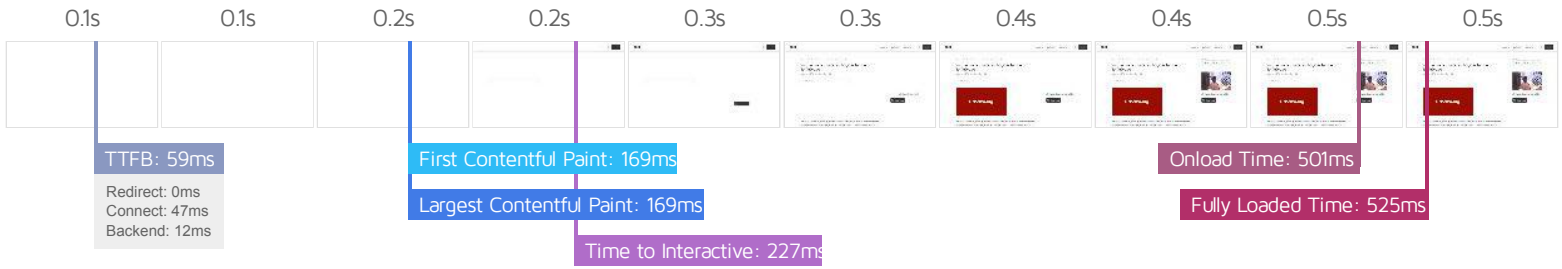 0.1s 0.1s 0.2s 0.2s 0.3s 0.3s 0.4s 0.4s 0.5s 0.5s
TTFB: 59ms
Redirect: 0ms
Connect: 47ms
Backend: 12ms
First Contentful Paint: 169ms
Largest Contentful Paint: 169ms
Time to Interactive: 227ms
Onload Time: 501ms
Fully Loaded Time: 525ms